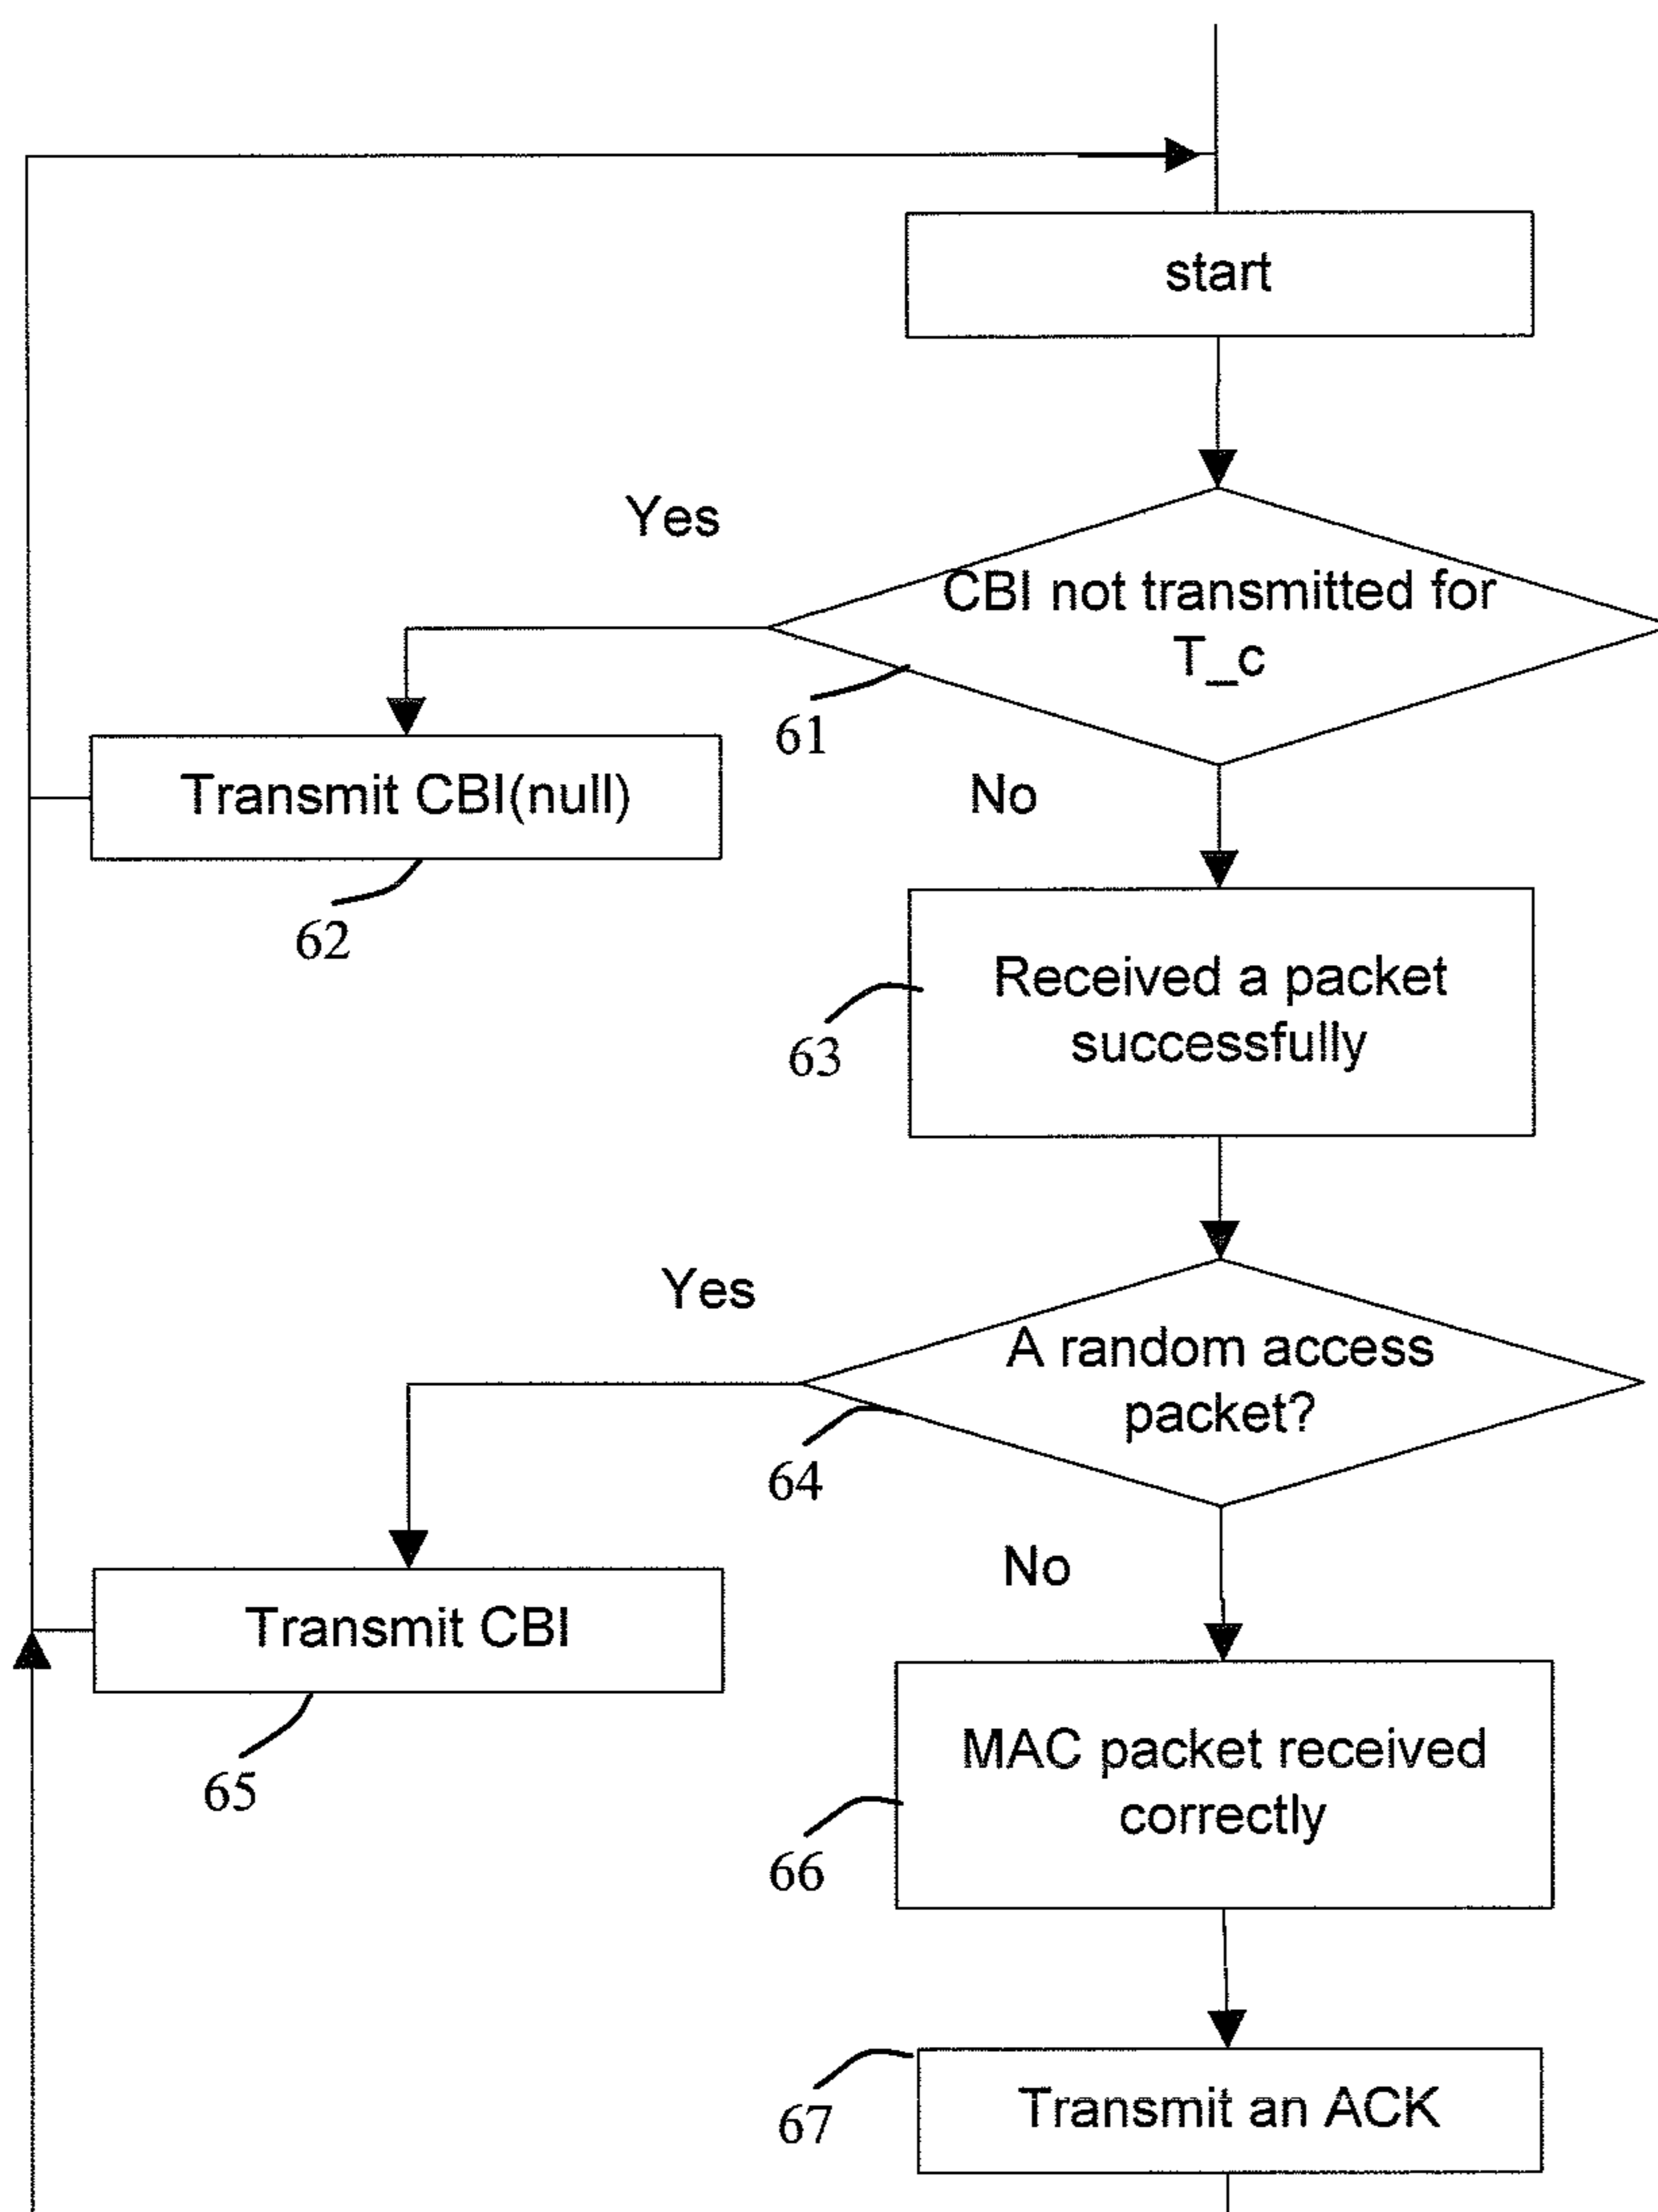 start
Yes
CBI not transmitted for
T_c
61
Transmit CBI(null)
No
62
Received a packet
successfully
63
Yes
A random access
packet?
64
No
Transmit CBI
65
MAC packet received
correctly
66
Transmit an ACK
67